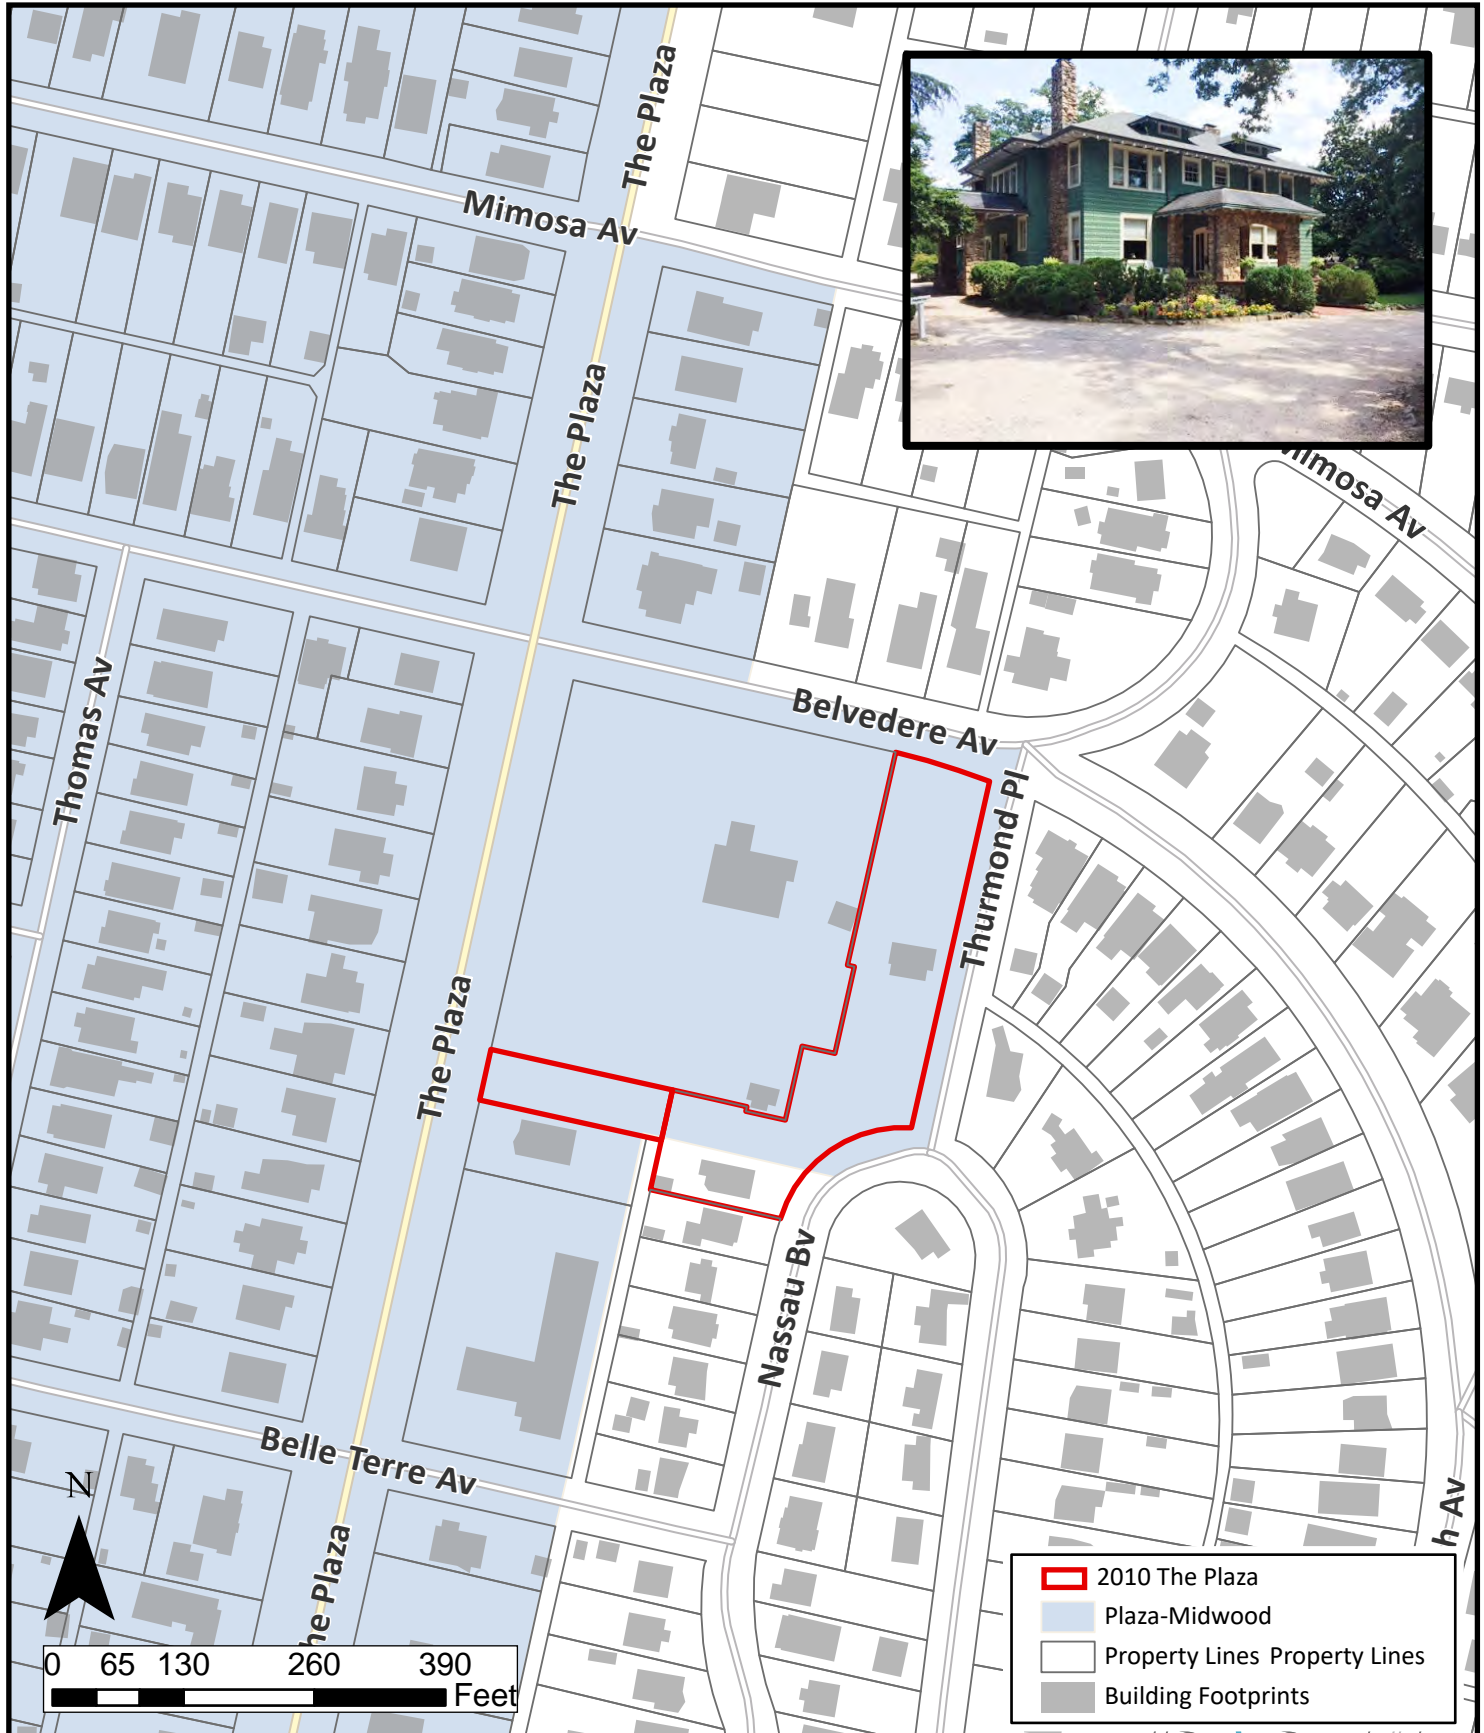 The Plaza
Mimosa Av
The Plaza
Mimosa Av
Thomas Av
Belvedere Av
Thurmond Pl
The Plaza
Nassau Bv
Belle Terre Av
h Av
he Plaza
N
0 65 130 260 390
Feet
2010 The Plaza
Plaza-Midwood
Property Lines Property Lines
Building Footprints